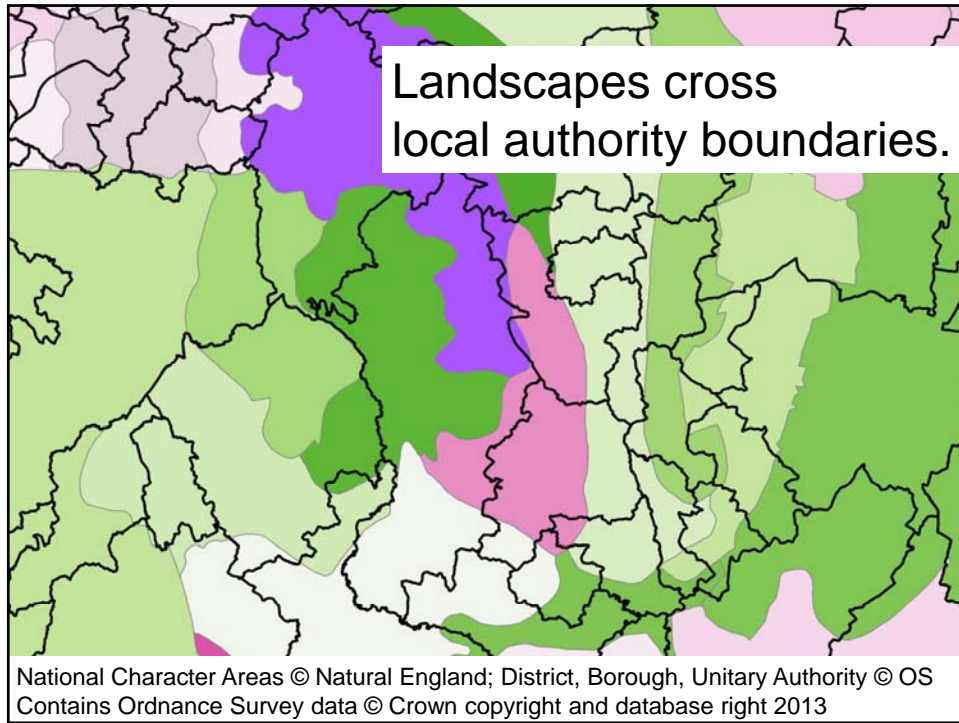 Landscapes cross
local authority boundaries.
National Character Areas © Natural England; District, Borough, Unitary Authority © OS
Contains Ordnance Survey data © Crown copyright and database right 2013